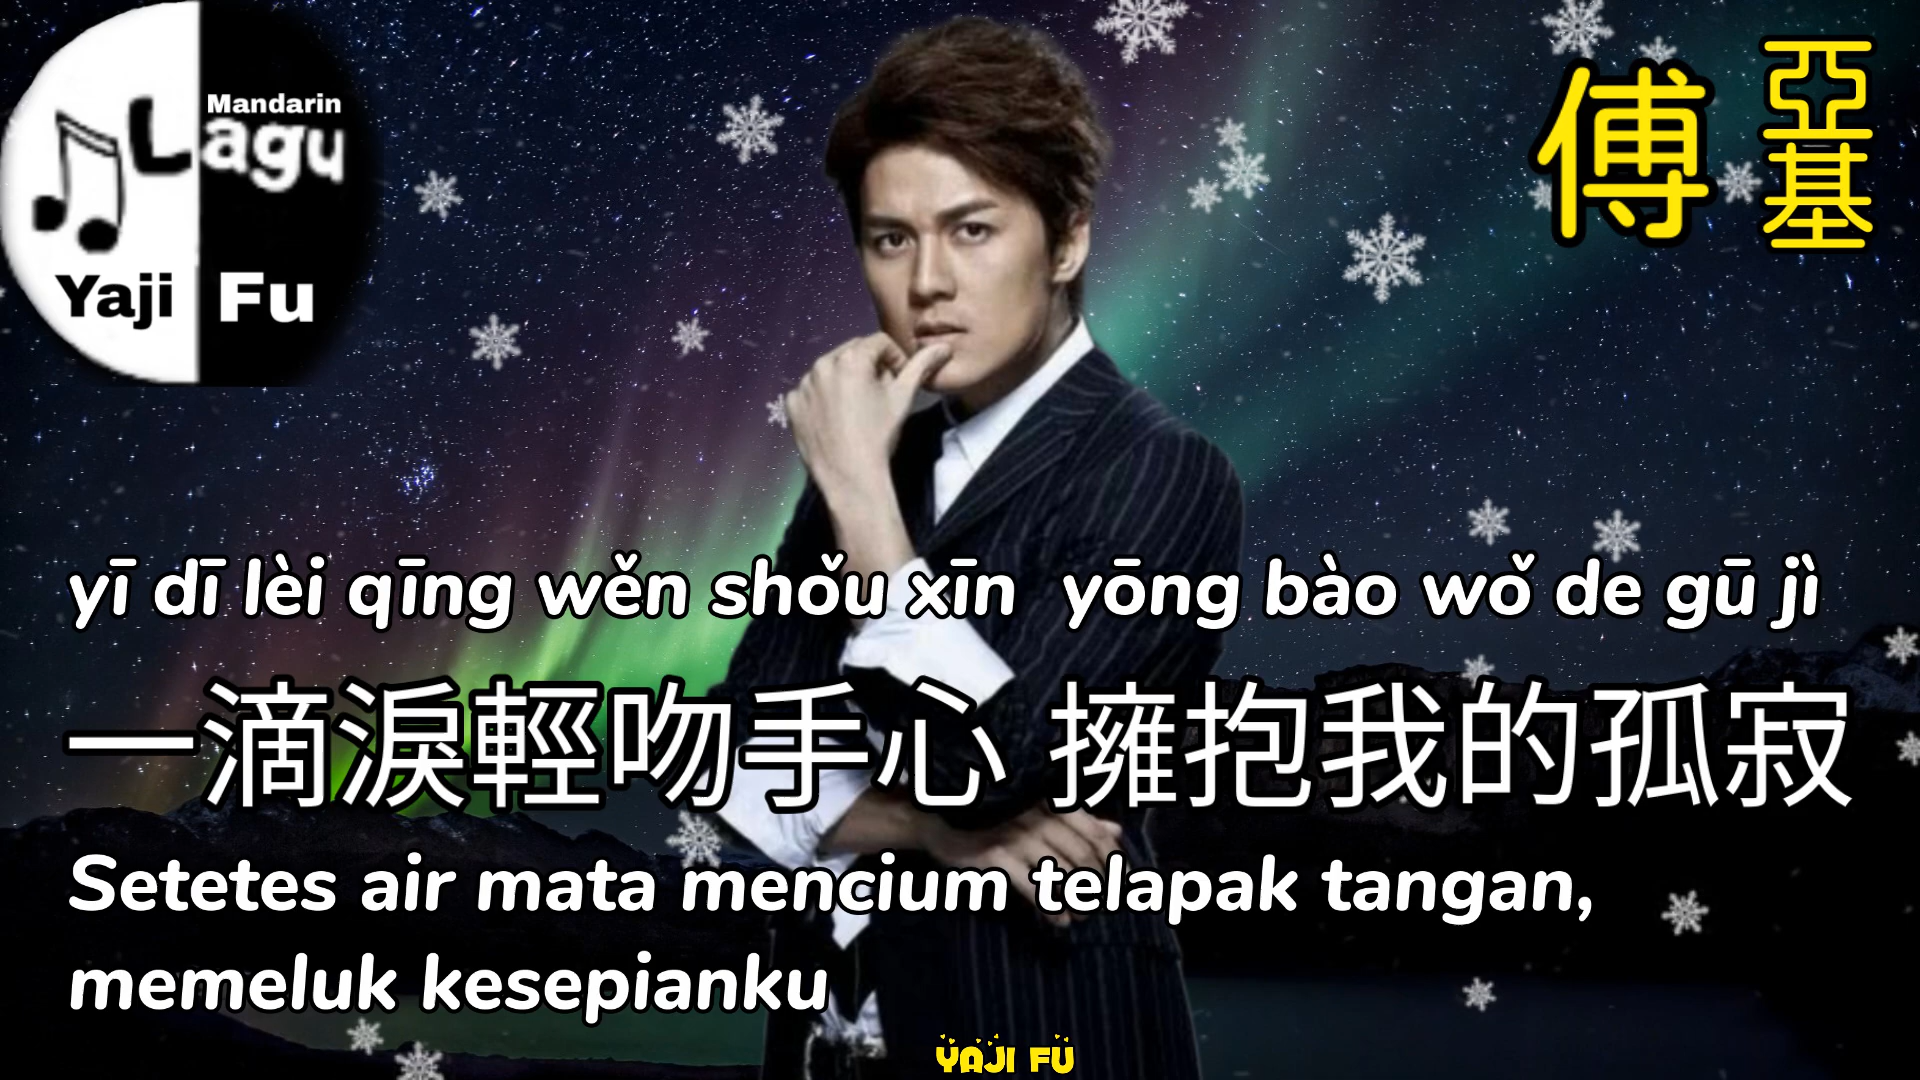 Mandarin
Lagu
Yaji Fu
傅亞基
yī dī lèi qīng wěn shǒu xīn yōng bào wǒ de gū jì
一滴淚輕吻手心 擁抱我的孤寂
Setetes air mata mencium telapak tangan,
memeluk kesepianku
YAJI FU